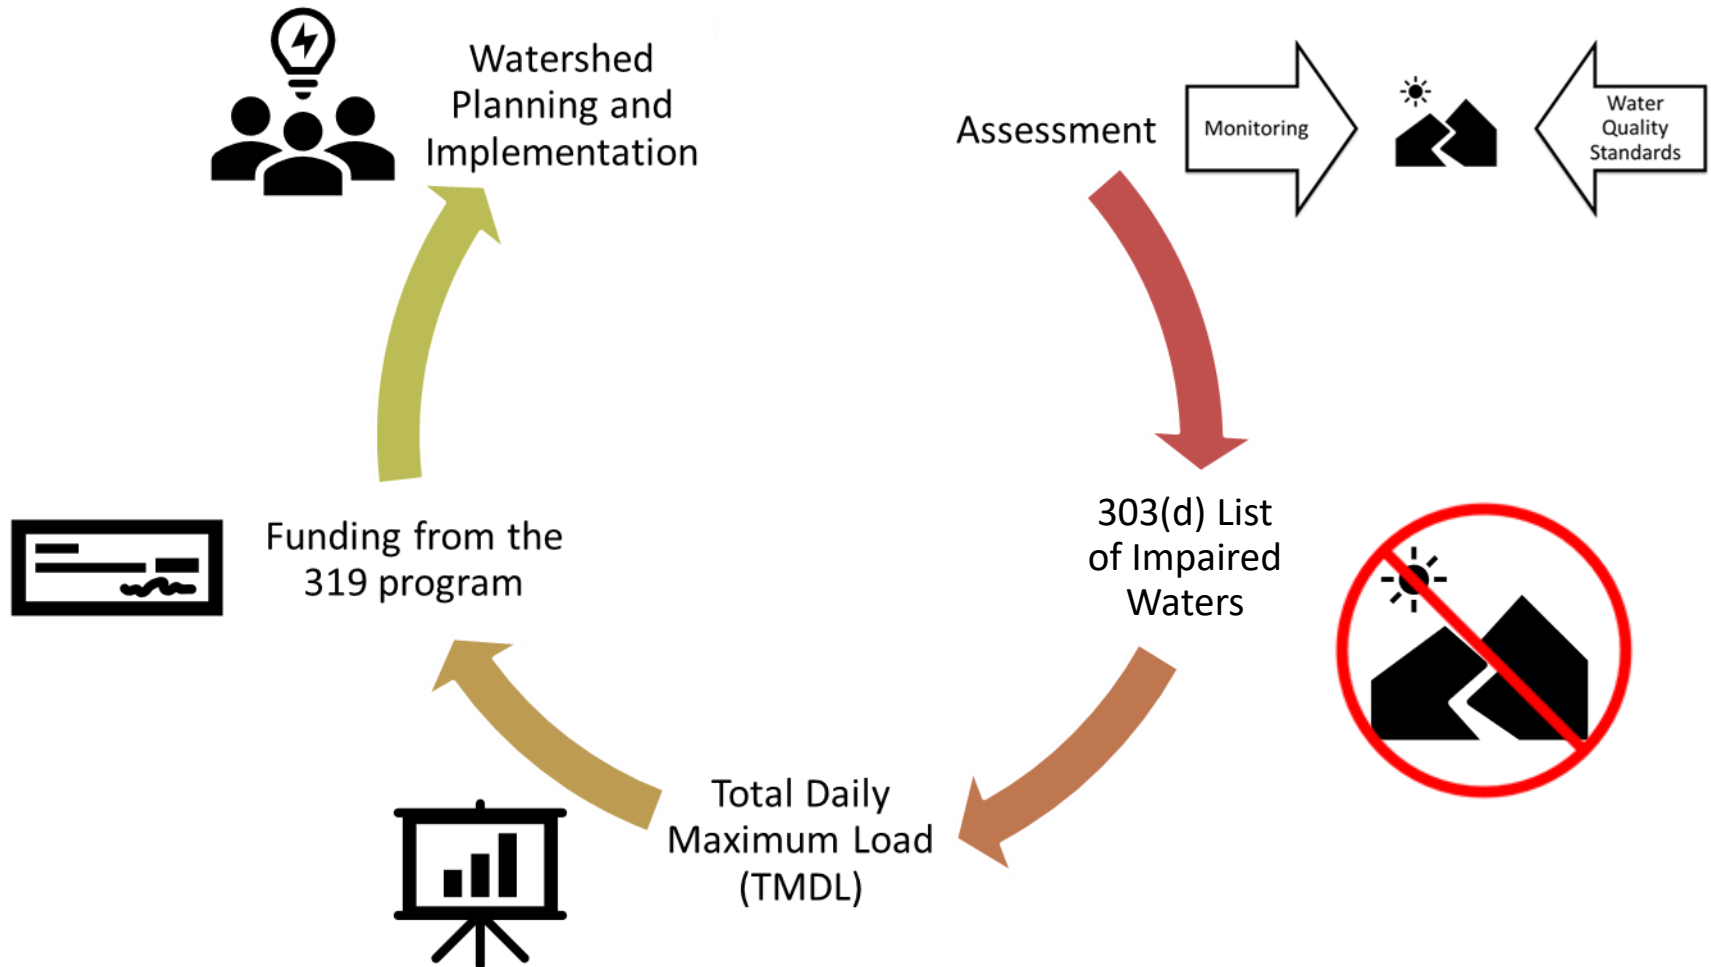 Watershed
Planning and
Implementation
Assessment
Monitoring
Water
Quality
Standards
303(d) List
of Impaired
Waters
Total Daily
Maximum Load
(TMDL)
Funding from the
319 program